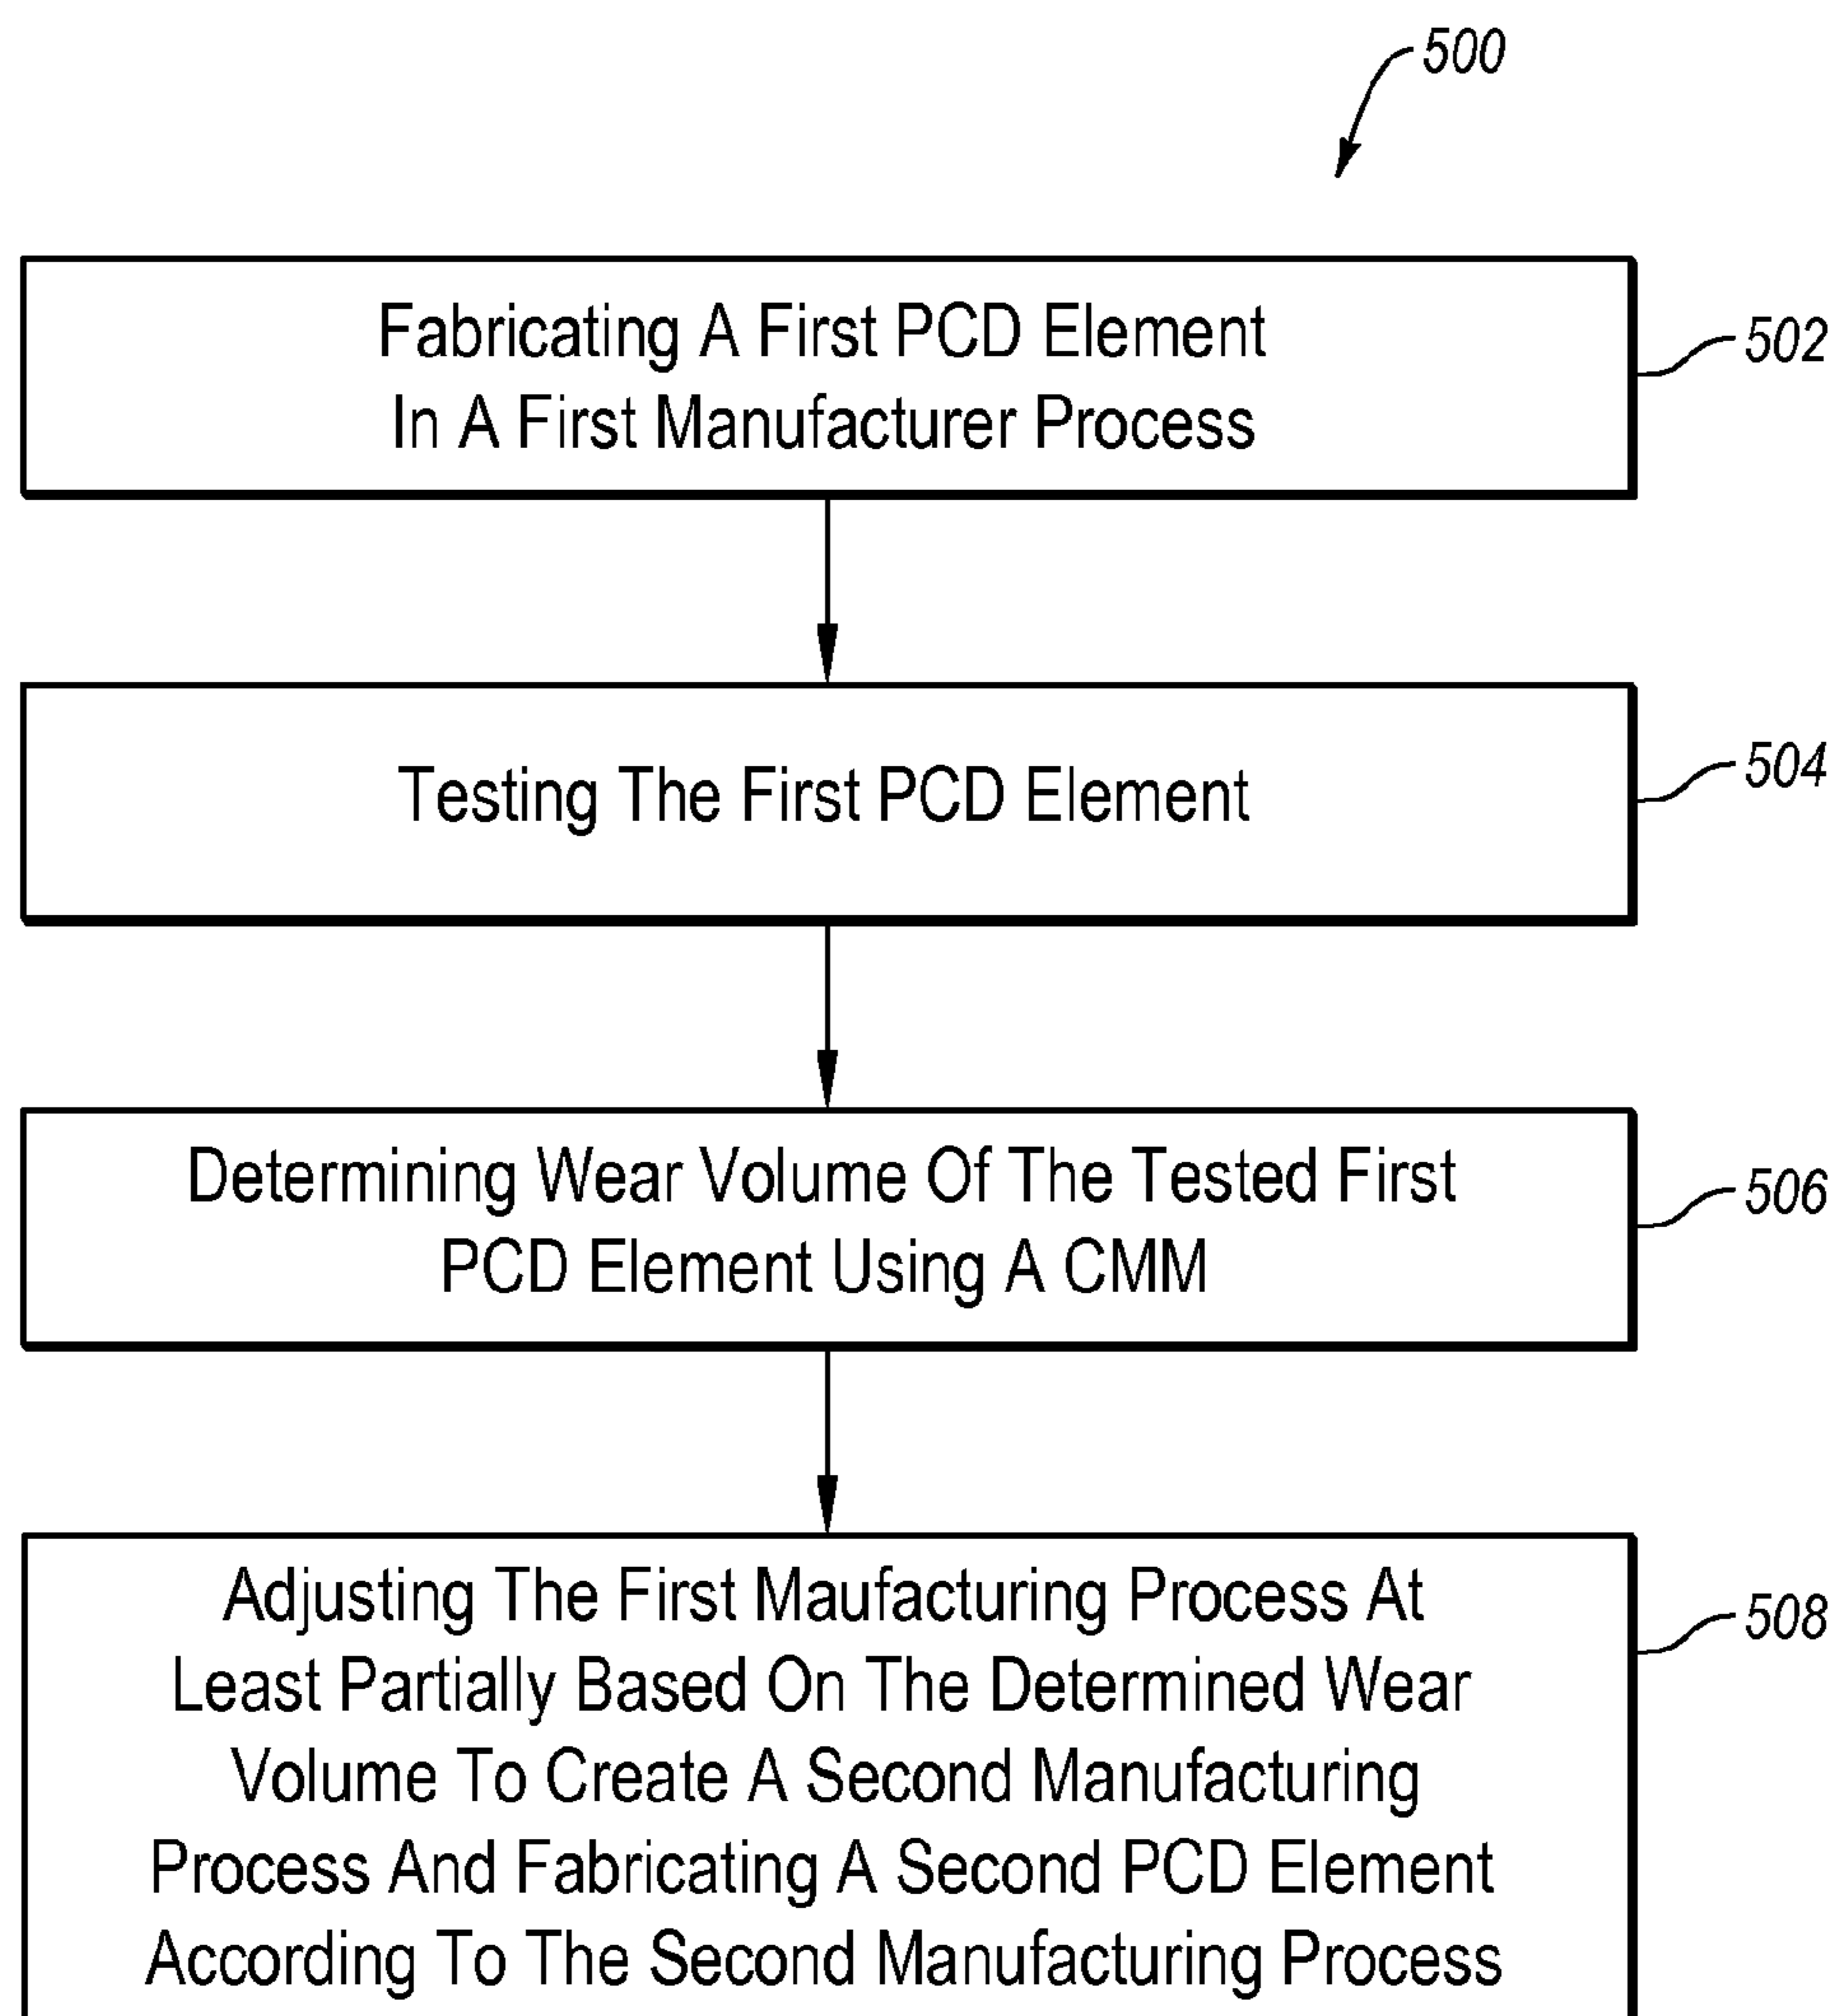 500
Fabricating A First PCD Element
In A First Manufacturer Process
502
Testing The First PCD Element
504
Determining Wear Volume Of The Tested First
PCD Element Using A CMM
506
Adjusting The First Maufacturing Process At
Least Partially Based On The Determined Wear
Volume To Create A Second Manufacturing
Process And Fabricating A Second PCD Element
According To The Second Manufacturing Process
508